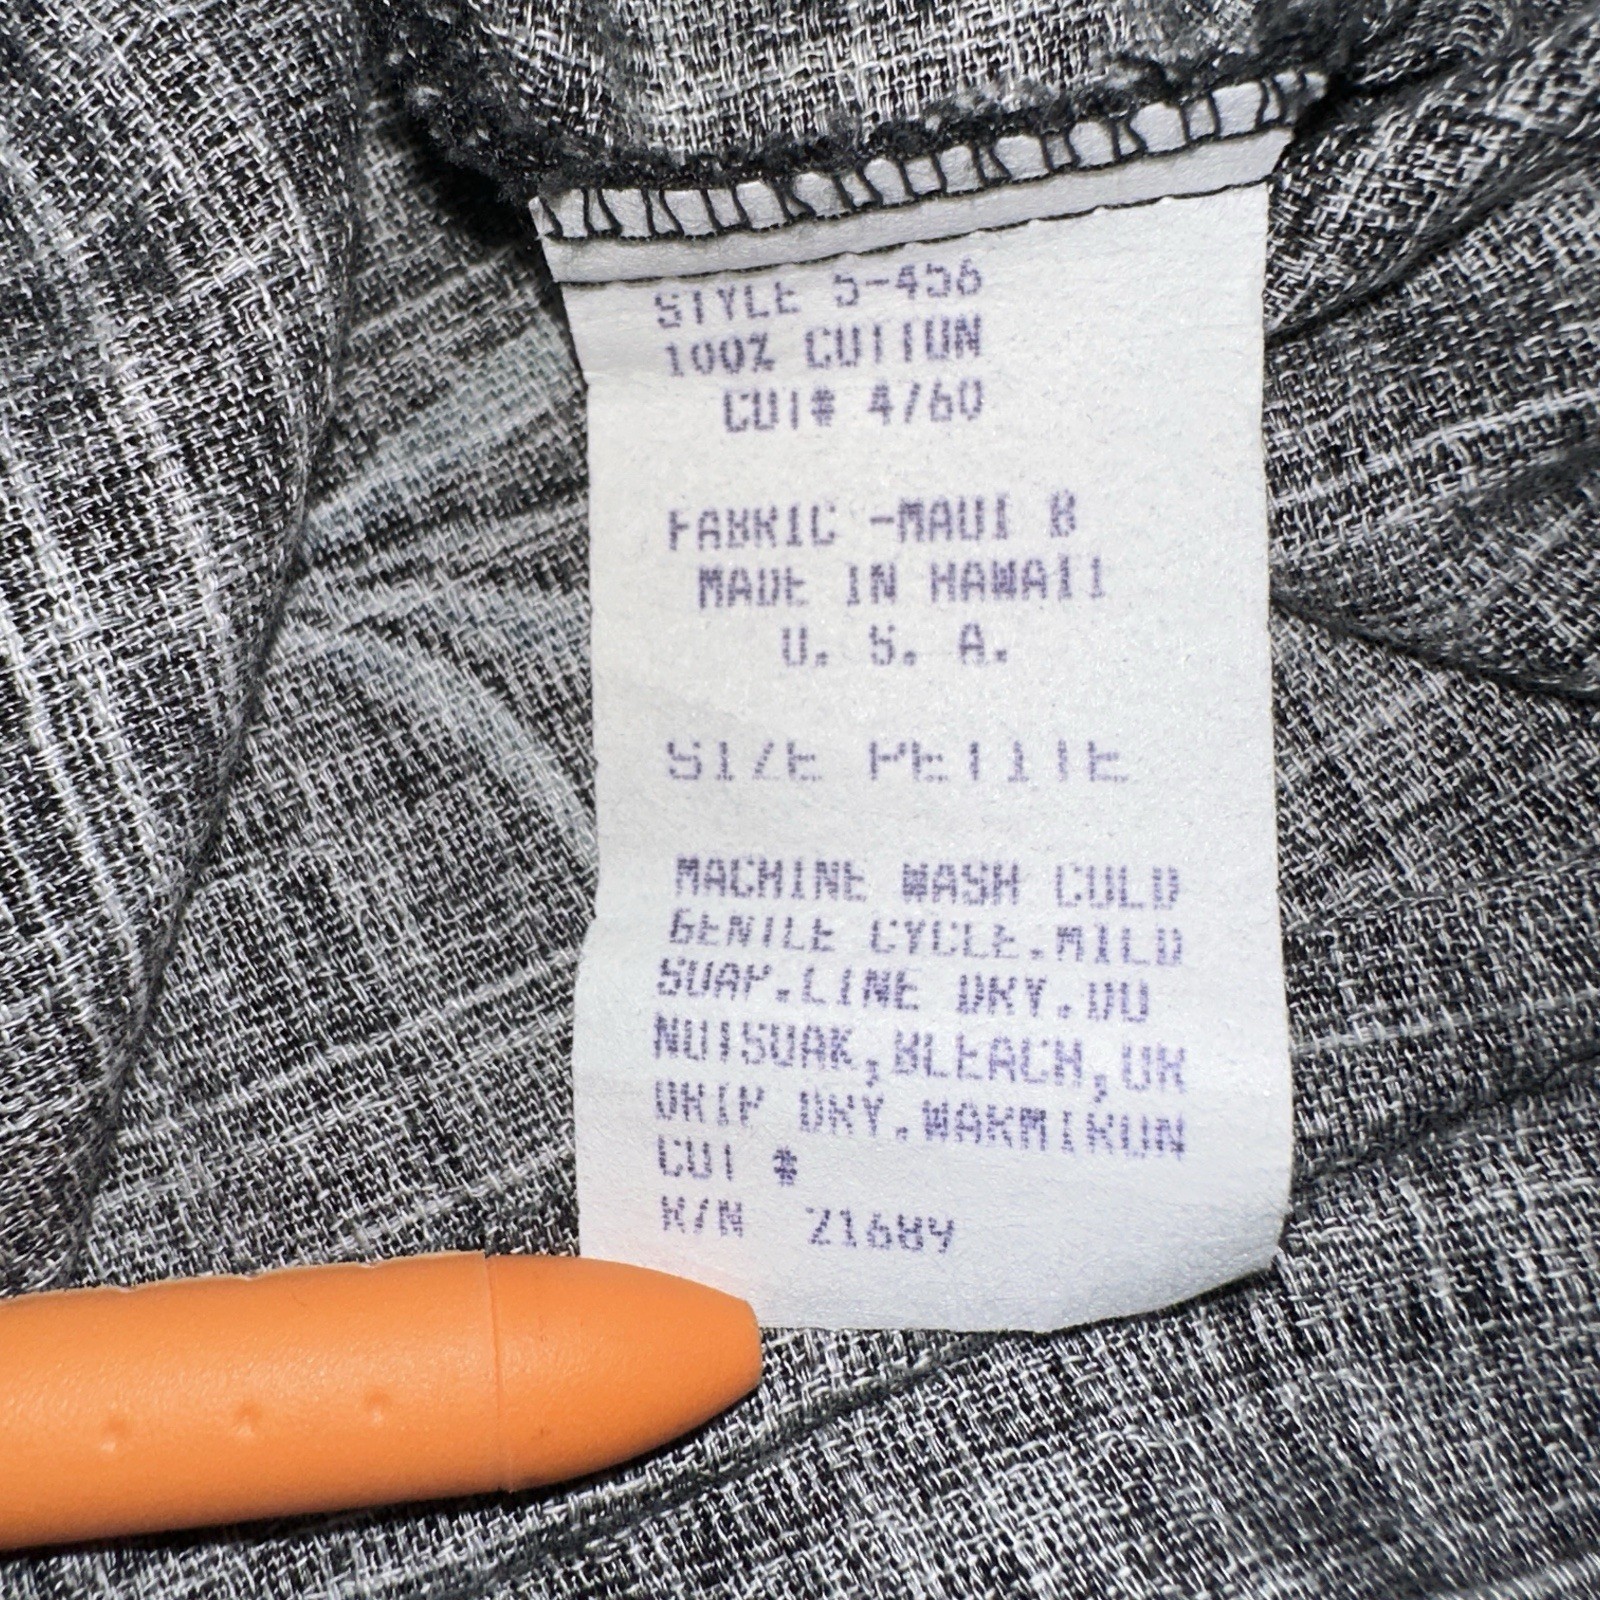 STYLE 5-456
100% COTTON
CUT# 4760
FABRIC -MAUI B
MADE IN HAWAII
U. S. A.
SIZE PETITE
MACHINE WASH COLD
GENTLE CYCLE.MILD
SOAP.LINE DRY.DO
NOTSOAK,BLEACH,OR
DRIP DRY.WARMIRON
CUT #
R/N 21689